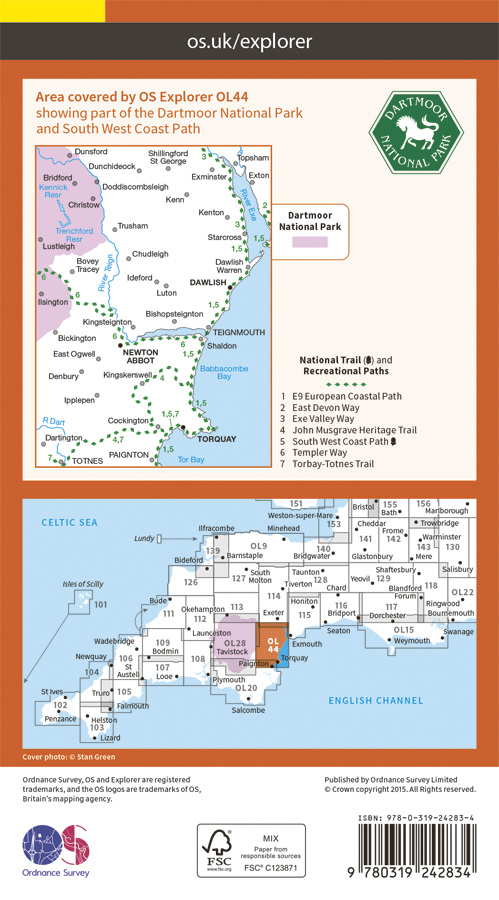 os.uk/explorer
Area covered by OS Explorer OL44
showing part of the Dartmoor National Park
and South West Coast Path
DARTMOOR
NATIONAL PARK
Dunsford
Shillingford
St George
Topsham
Dunchideock
3
Exminster
Exton
Bridford
Kennick
Resr
Doddiscombsleigh
Kenn
River Exe
2
Christow
Kenton
3
Trenchford
Resr
Trusham
Starcross
1,5
Lustleigh
Bovey
Tracey
Chudleigh
Dawlish
Warren
River Teign
6
Ideford
DAWLISH
Ilsington
6
Luton
1,5
Kingsteignton
Bishopsteignton
Bickington
6
TEIGNMOUTH
6
Shaldon
East Ogwell
NEWTON
ABBOT
1,5
Denbury
Kingskerswell
Babbacombe
Bay
4
Ipplepen
1,5
R Dart
Cockington
1,5,7
Dartington
4,7
TORQUAY
7
TOTNES
PAIGNTON
1,5
Tor Bay
Dartmoor
National Park
National Trail () and
Recreational Paths
1 E9 European Coastal Path
2 East Devon Way
3 Exe Valley Way
4 John Musgrave Heritage Trail
5 South West Coast Path
6 Templer Way
7 Torbay-Totnes Trail
CELTIC SEA
151
Bristol
155
Bath
156
Marlborough
Weston-super-Mare
153
Trowbridge
Ilfracombe
Minehead
Cheddar
141
Frome
142
Warminster
143
130
Lundy
139
OL9
Barnstaple
Bridgwater
140
Glastonbury
Mere
Salisbury
Bideford
126
127
South
Molton
Taunton
128
Shaftesbury
Yeovil
129
118
Isles of Scilly
101
Tiverton
114
Chard
Blandford
Forum
OL22
Ringwood
Bude
111
Okehampton
113
Honiton
115
116
Bridport
117
Dorchester
Bournemouth
112
Exeter
Wadebridge
Launceston
OL28
Tavistock
OL
44
Exmouth
Seaton
OL15
Weymouth
Swanage
Newquay
106
109
Bodmin
104
St
Austell
107
Looe
108
Paignton
Torquay
Plymouth
OL20
St Ives
Truro
105
Salcombe
ENGLISH CHANNEL
102
Falmouth
Penzance
Helston
103
Lizard
Cover photo: © Stan Green
Ordnance Survey, OS and Explorer are registered
trademarks, and the OS logos are trademarks of OS,
Britain's mapping agency.
Published by Ordnance Survey Limited
© Crown copyright 2015. All Rights reserved.
ISBN: 978-0-319-24283-4
OS
Ordnance Survey
FSC
www.fsc.org
MIX
Paper from
responsible sources
FSC® C123871
9 780319 242834